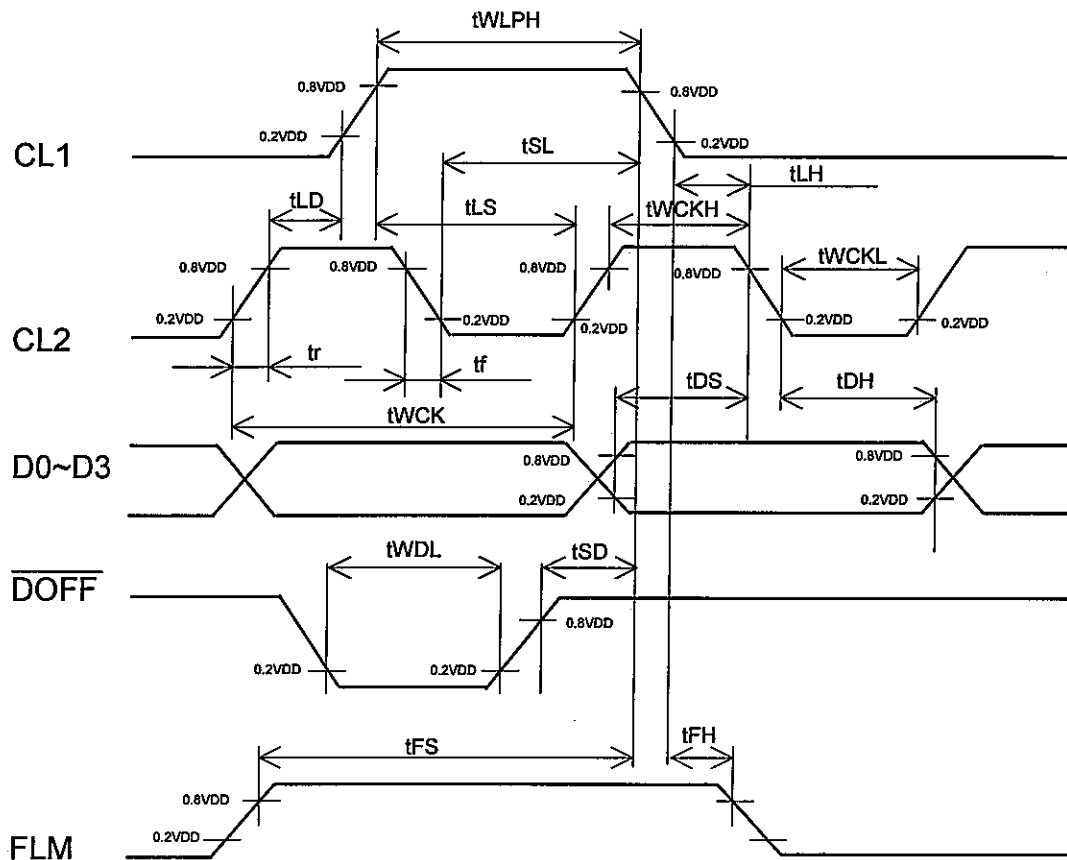 tWLPH
0.8VDD 0.8VDD
0.2VDD 0.2VDD
CL1
tSL
tLH
tLD tLS tWCKH
0.8VDD 0.8VDD 0.8VDD 0.8VDD tWCKL
0.2VDD 0.2VDD 0.2VDD 0.2VDD 0.2VDD
CL2
tr tf
tDS tDH
tWCK
D0~D3
0.8VDD 0.8VDD
0.2VDD 0.2VDD
tWDL tSD
DOFF
0.8VDD
0.2VDD 0.2VDD
tFS tFH
0.8VDD
0.2VDD
FLM